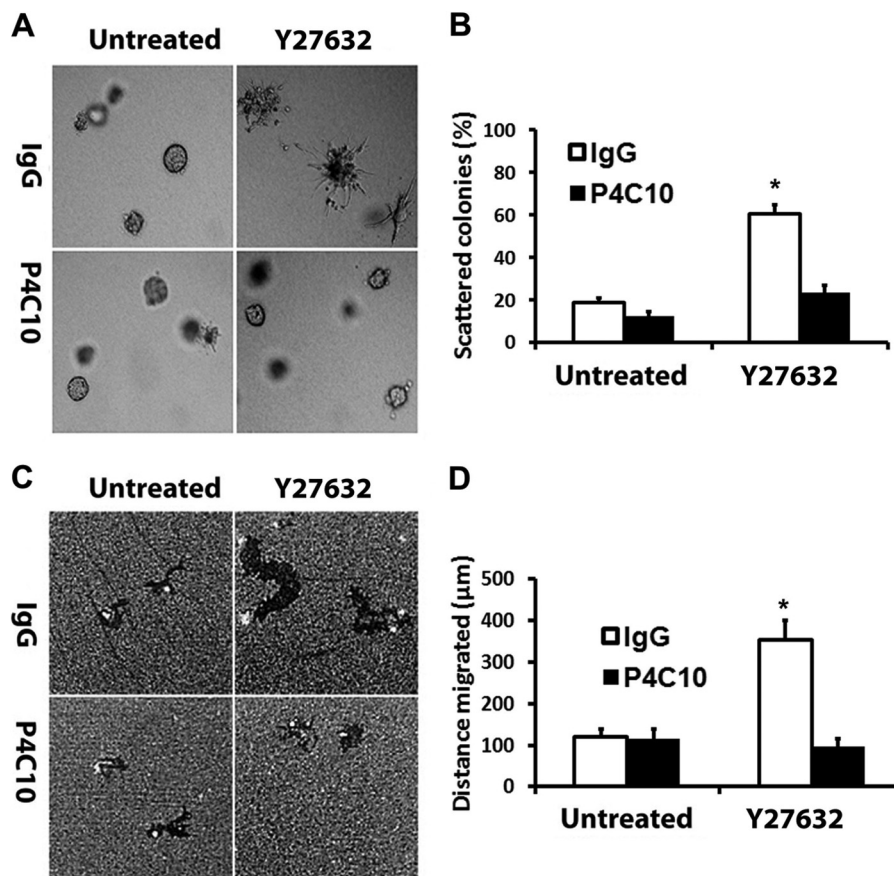 A
Untreated Y27632
IgG
P4C10
B
Scattered colonies (%)
100
80
60
40
20
0
IgG
P4C10
*
Untreated Y27632
C
Untreated Y27632
IgG
P4C10
D
Distance migrated (µm)
500
400
300
200
100
0
IgG
P4C10
*
Untreated Y27632